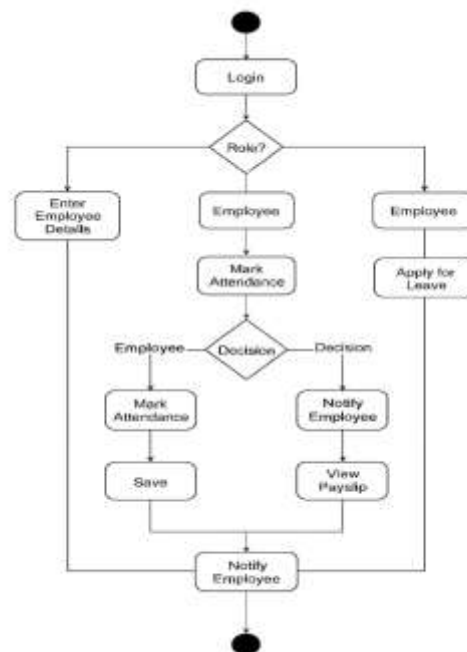 Login
Role?
Enter
Employee
Details
Employee
Employee
Mark
Attendance
Apply for
Leave
Employee
Decision
Decision
Mark
Attendance
Notify
Employee
Save
View
Payslip
Notify
Employee